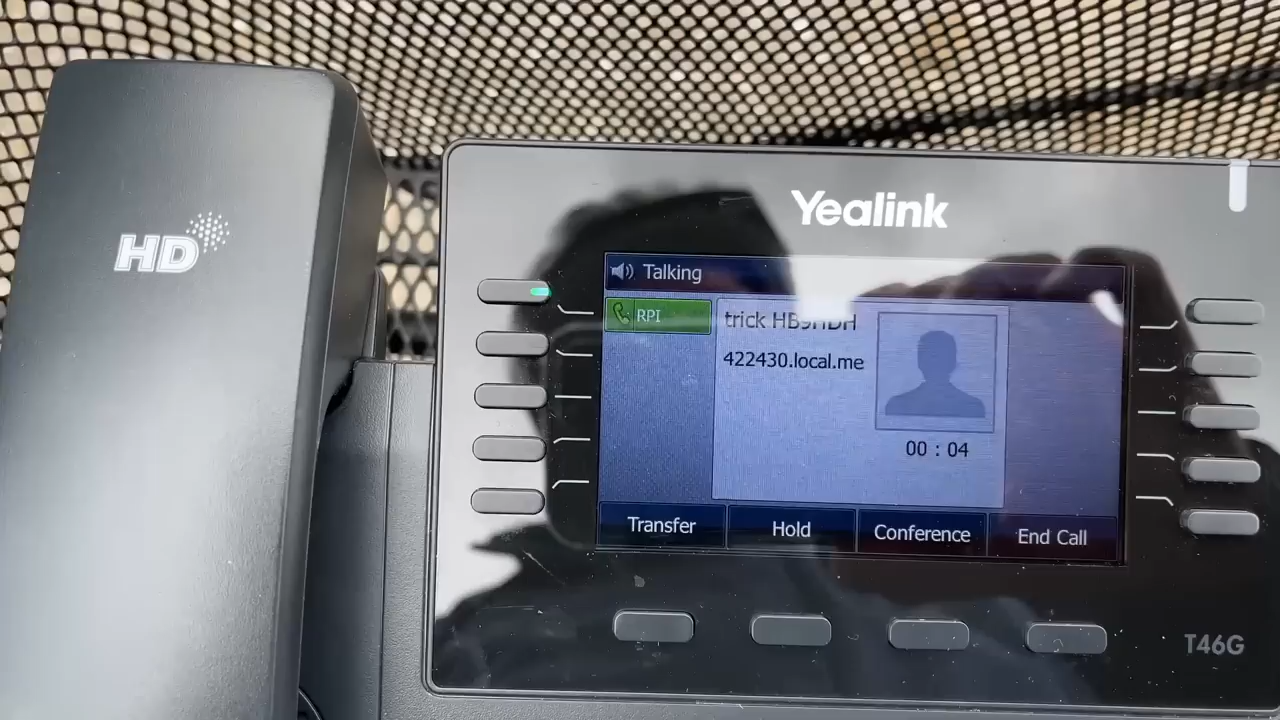 HD
Yealink
Talking
RPI
trick HB9HDH
422430.local.me
00 : 04
Transfer
Hold
Conference
End Call
T46G